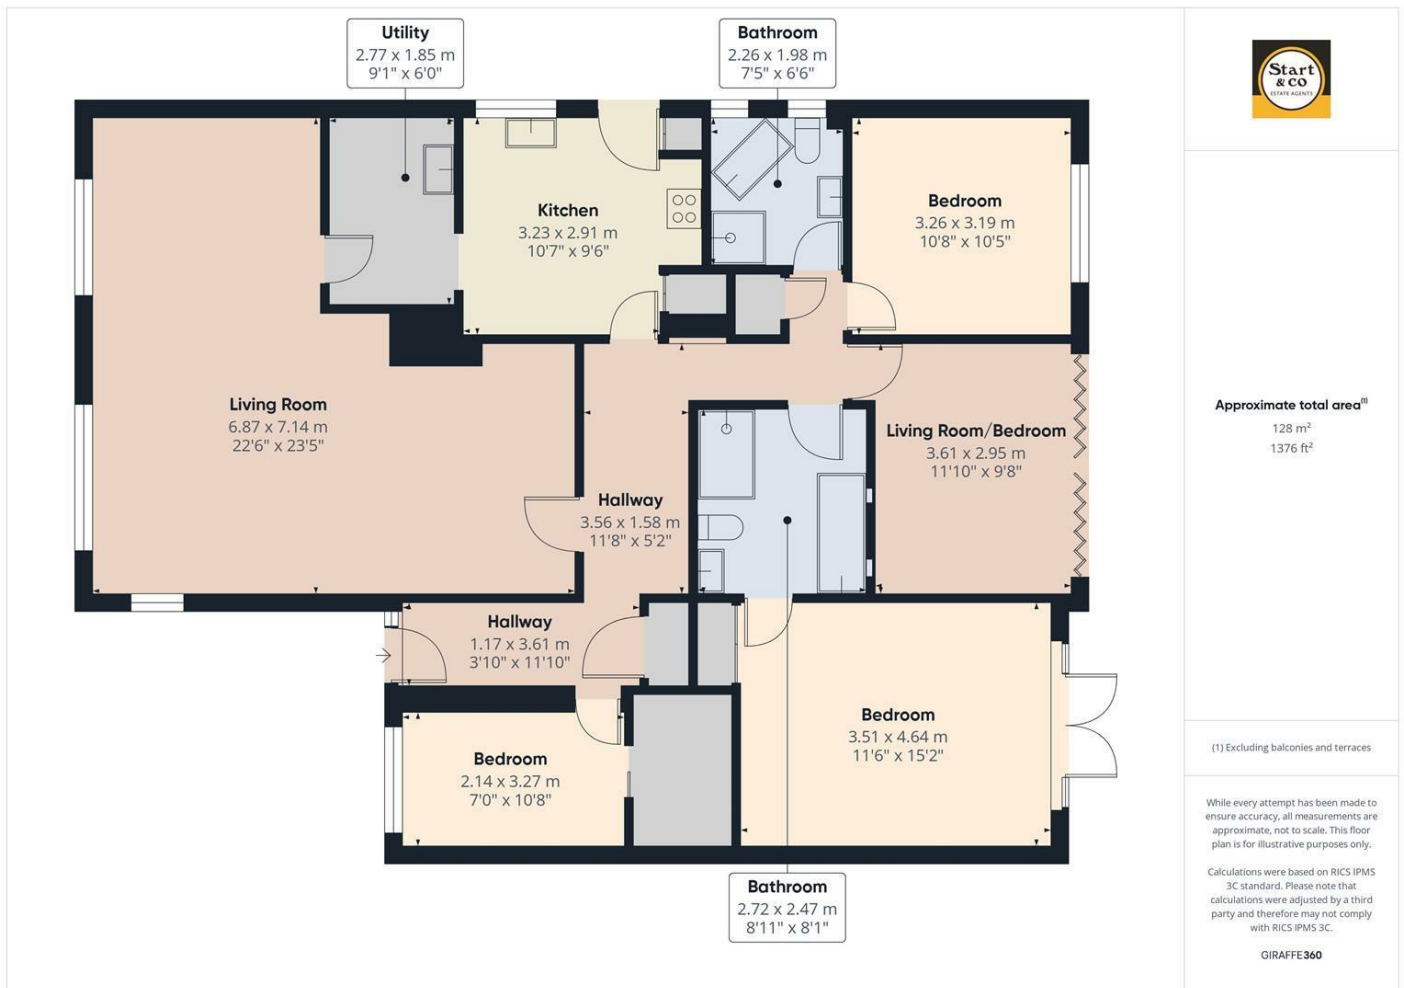 Utility
2.77 x 1.85 m
9'1" x 6'0"
Bathroom
2.26 x 1.98 m
7'5" x 6'6"
Kitchen
3.23 x 2.91 m
10'7" x 9'6"
Bedroom
3.26 x 3.19 m
10'8" x 10'5"
Living Room
6.87 x 7.14 m
22'6" x 23'5"
Living Room/Bedroom
3.61 x 2.95 m
11'10" x 9'8"
Hallway
3.56 x 1.58 m
11'8" x 5'2"
Hallway
1.17 x 3.61 m
3'10" x 11'10"
Bedroom
2.14 x 3.27 m
7'0" x 10'8"
Bedroom
3.51 x 4.64 m
11'6" x 15'2"
Bathroom
2.72 x 2.47 m
8'11" x 8'1"
Start
& CO
ESTATE AGENTS
Approximate total area⁽¹⁾
128 m²
1376 ft²
(1) Excluding balconies and terraces
While every attempt has been made to
ensure accuracy, all measurements are
approximate, not to scale. This floor
plan is for illustrative purposes only.
Calculations were based on RICS IPMS
3C standard. Please note that
calculations were adjusted by a third
party and therefore may not comply
with RICS IPMS 3C.
GIRAFFE360